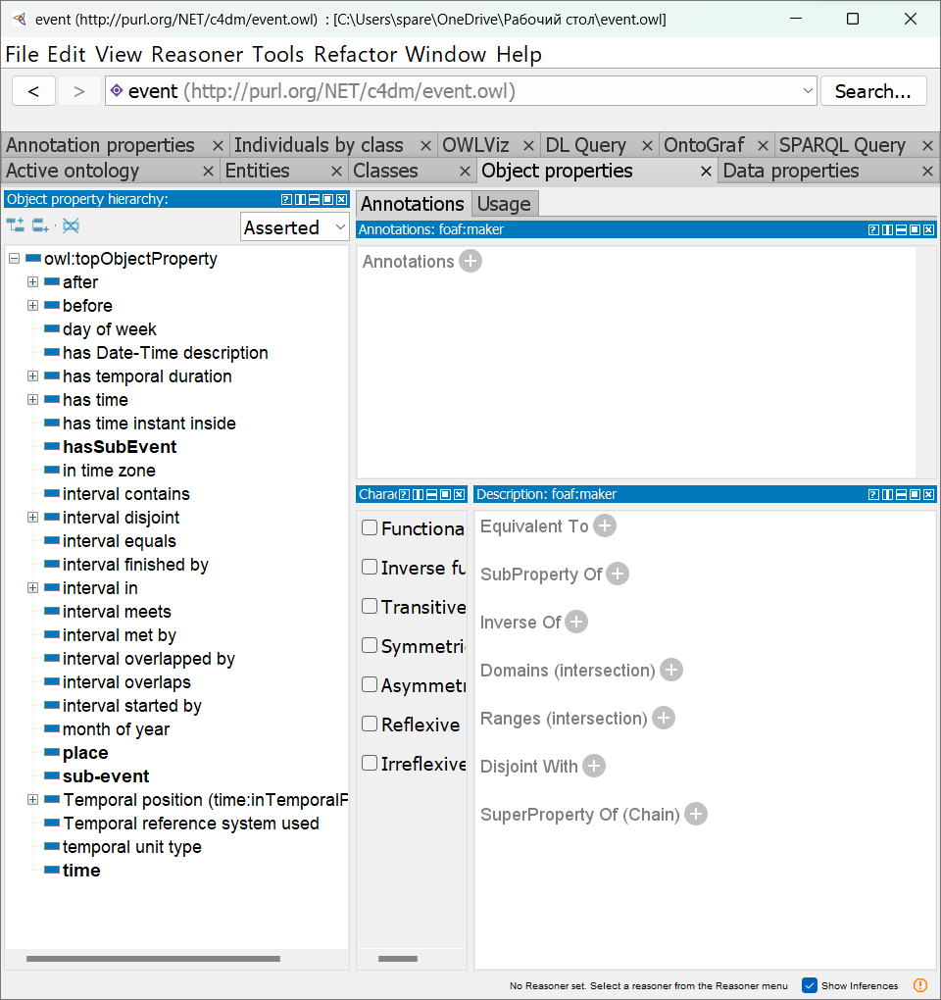 event (http://purl.org/NET/c4dm/event.owl)  : [C:\Users\spare\OneDrive\Рабочий стол\event.owl]
File Edit View Reasoner Tools Refactor Window Help
< > event (http://purl.org/NET/c4dm/event.owl) Search...
Annotation properties × Individuals by class × OWLViz × DL Query × OntoGraf × SPARQL Query ×
Active ontology × Entities × Classes × Object properties × Data properties ×
Object property hierarchy:
Asserted
owl:topObjectProperty
after
before
day of week
has Date-Time description
has temporal duration
has time
has time instant inside
hasSubEvent
in time zone
interval contains
interval disjoint
interval equals
interval finished by
interval in
interval meets
interval met by
interval overlapped by
interval overlaps
interval started by
month of year
place
sub-event
Temporal position (time:inTemporalP
Temporal reference system used
temporal unit type
time
Annotations Usage
Annotations: foaf:maker
Annotations
Charac
Functiona
Inverse fu
Transitive
Symmetri
Asymmetr
Reflexive
Irreflexive
Description: foaf:maker
Equivalent To
SubProperty Of
Inverse Of
Domains (intersection)
Ranges (intersection)
Disjoint With
SuperProperty Of (Chain)
No Reasoner set. Select a reasoner from the Reasoner menu Show Inferences